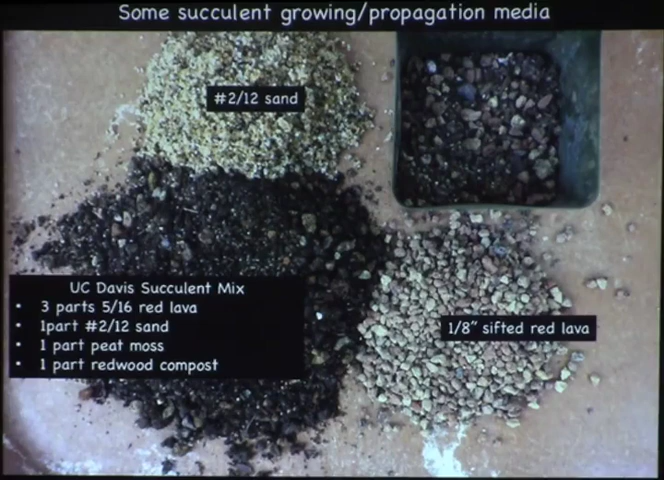 Some succulent growing/propagation media
#2/12 sand
UC Davis Succulent Mix
• 3 parts 5/16 red lava
• 1part #2/12 sand
• 1 part peat moss
• 1 part redwood compost
1/8" sifted red lava